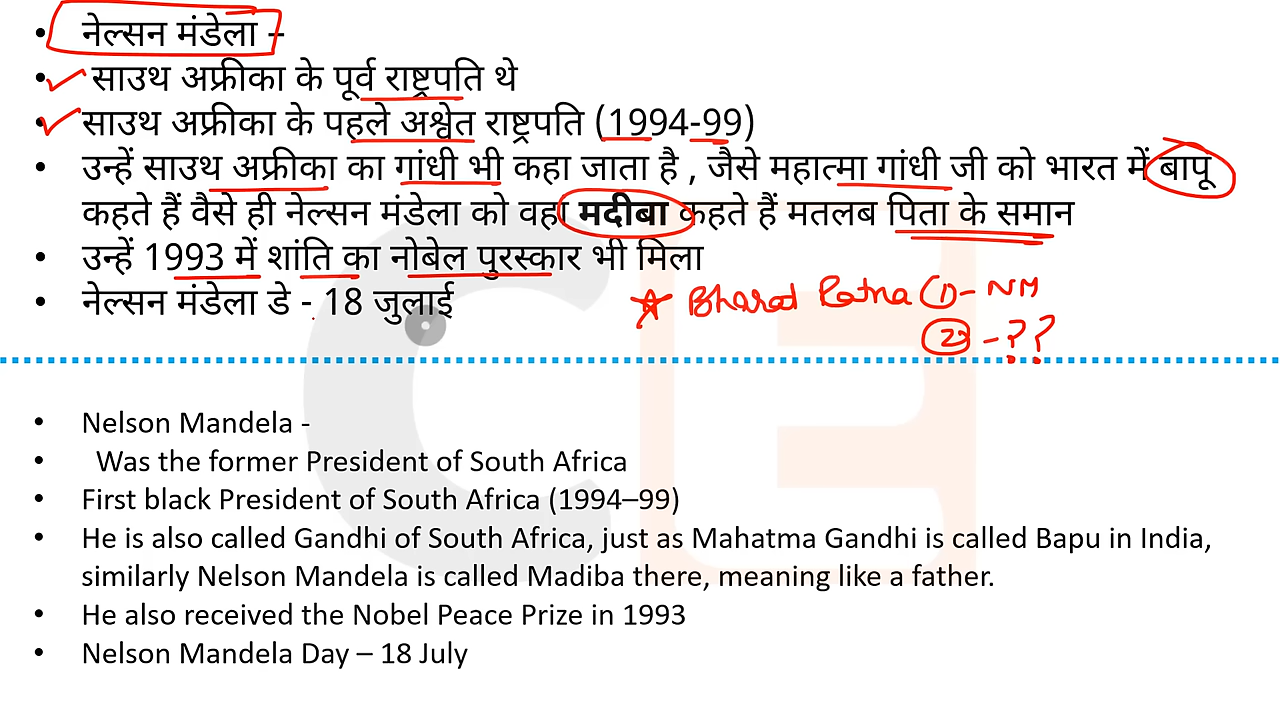 • नेल्सन मंडेला -
• साउथ अफ्रीका के पूर्व राष्ट्रपति थे
• साउथ अफ्रीका के पहले अश्वेत राष्ट्रपति (1994-99)
• उन्हें साउथ अफ्रीका का गांधी भी कहा जाता है , जैसे महात्मा गांधी जी को भारत में बापू
कहते हैं वैसे ही नेल्सन मंडेला को वहा मदीबा कहते हैं मतलब पिता के समान
• उन्हें 1993 में शांति का नोबेल पुरस्कार भी मिला
• नेल्सन मंडेला डे - 18 जुलाई
Bharat Ratna ① - NM
② - ??
• Nelson Mandela -
• Was the former President of South Africa
• First black President of South Africa (1994–99)
• He is also called Gandhi of South Africa, just as Mahatma Gandhi is called Bapu in India,
similarly Nelson Mandela is called Madiba there, meaning like a father.
• He also received the Nobel Peace Prize in 1993
• Nelson Mandela Day – 18 July
CE